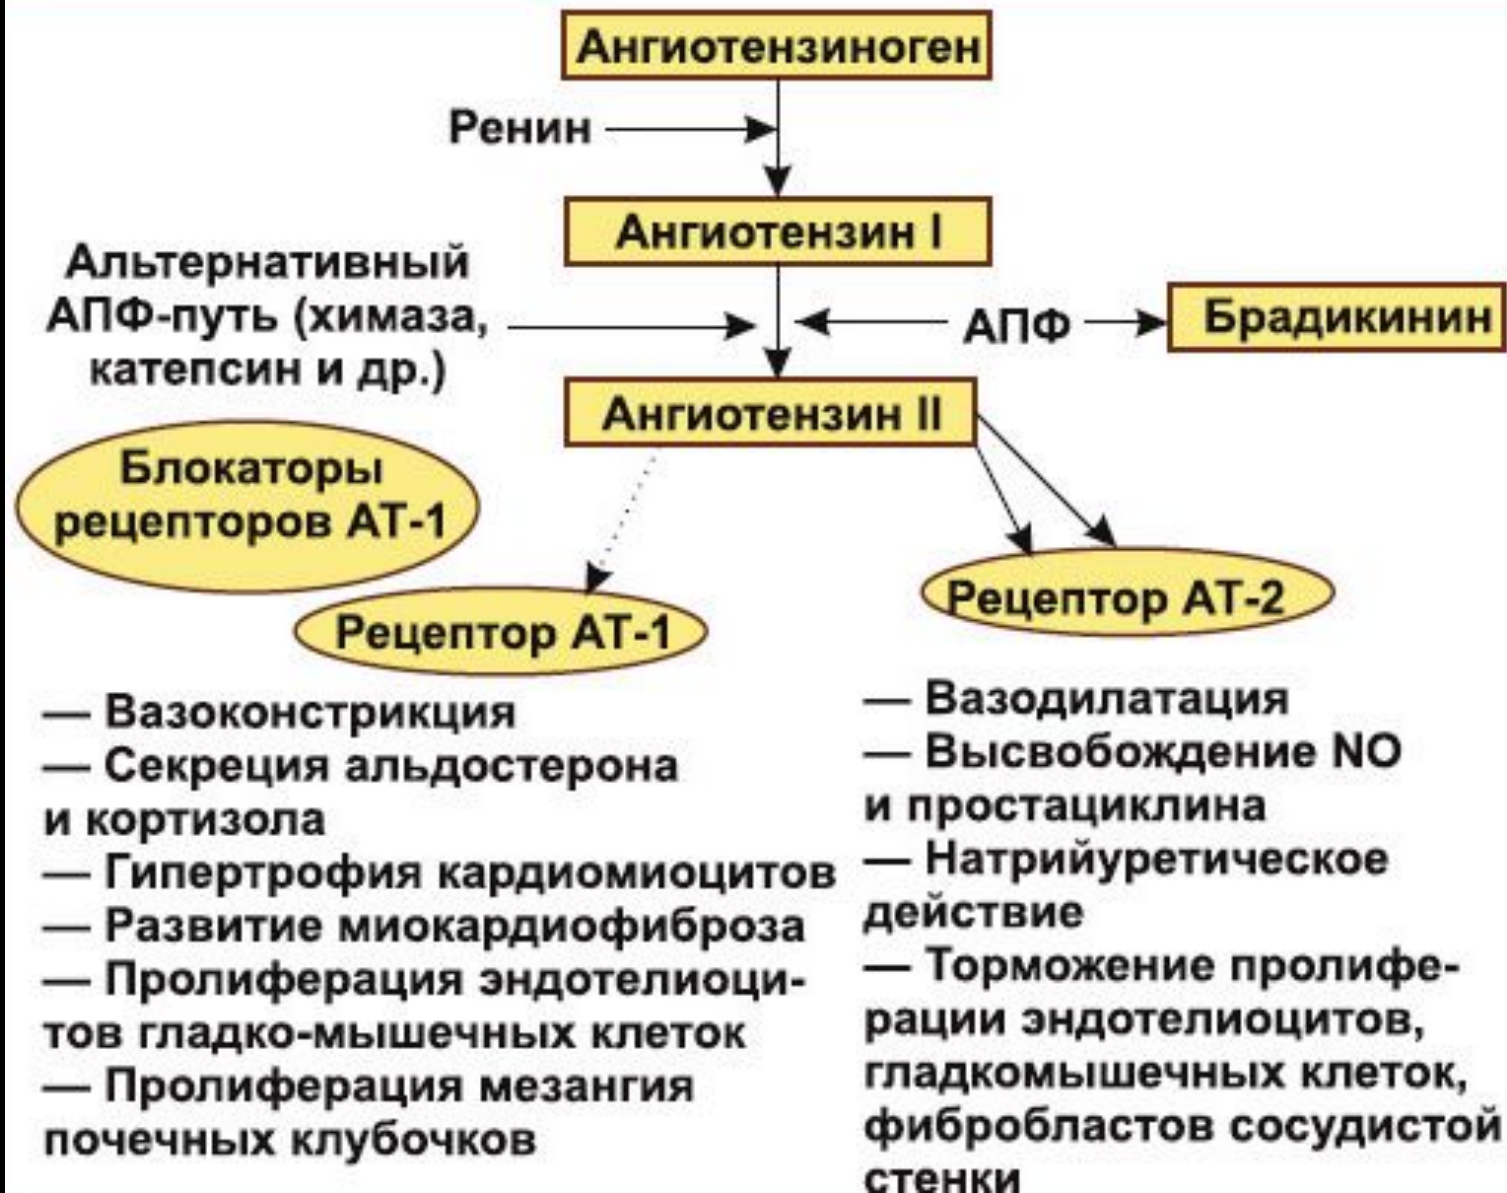 Ангиотензиноген
Ренин
Ангиотензин I
Альтернативный
АПФ-путь (химаза,
катепсин и др.)
АПФ
Брадикинин
Ангиотензин II
Блокаторы
рецепторов АТ-1
Рецептор АТ-1
Рецептор АТ-2
— Вазоконстрикция
— Секреция альдостерона
и кортизола
— Гипертрофия кардиомиоцитов
— Развитие миокардиофиброза
— Пролиферация эндотелиоци-
тов гладко-мышечных клеток
— Пролиферация мезангия
почечных клубочков
— Вазодилатация
— Высвобождение NO
и простациклина
— Натрийуретическое
действие
— Торможение пролифе-
рации эндотелиоцитов,
гладкомышечных клеток,
фибробластов сосудистой
стенки